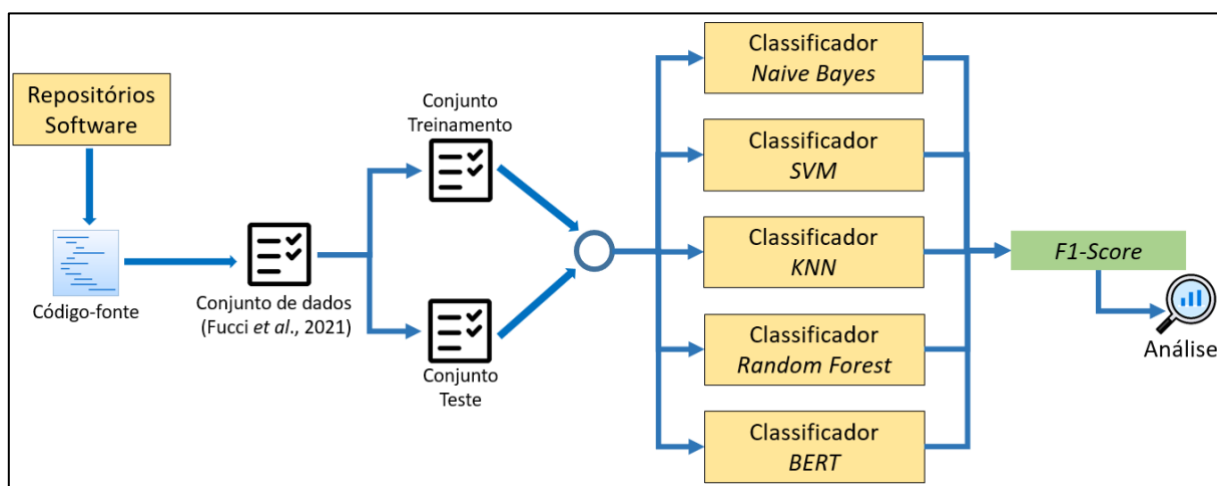 Repositórios
Software
Código-fonte
Conjunto de dados
(Fucci et al., 2021)
Conjunto
Treinamento
Conjunto
Teste
Classificador
Naive Bayes
Classificador
SVM
Classificador
KNN
Classificador
Random Forest
Classificador
BERT
F1-Score
Análise